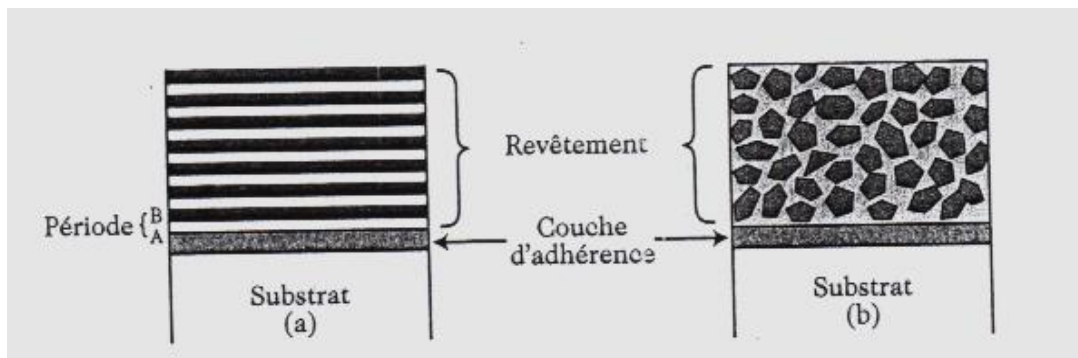 Revêtement
Période { B
A
Couche
d'adhérence
Substrat
(a)
Substrat
(b)